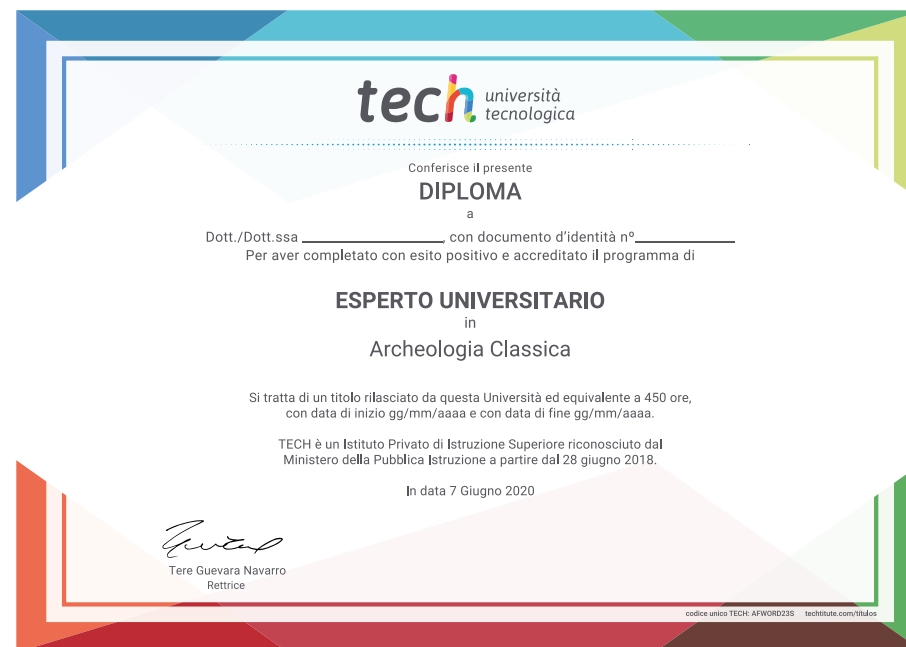 tech università
tecnologica
Conferisce il presente
DIPLOMA
a
Dott./Dott.ssa ____________________, con documento d'identità nº______________
Per aver completato con esito positivo e accreditato il programma di
ESPERTO UNIVERSITARIO
in
Archeologia Classica
Si tratta di un titolo rilasciato da questa Università ed equivalente a 450 ore,
con data di inizio gg/mm/aaaa e con data di fine gg/mm/aaaa.
TECH è un Istituto Privato di Istruzione Superiore riconosciuto dal
Ministero della Pubblica Istruzione a partire dal 28 giugno 2018.
In data 7 Giugno 2020
Tere Guevara Navarro
Rettrice
codice unico TECH: AFWORD23S techtitute.com/titulos